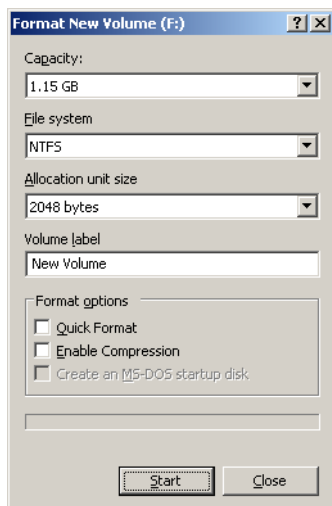 Format New Volume (F:)
Capacity:
1.15 GB
File system
NTFS
Allocation unit size
2048 bytes
Volume label
New Volume
Format options
Quick Format
Enable Compression
Create an MS-DOS startup disk
Start
Close